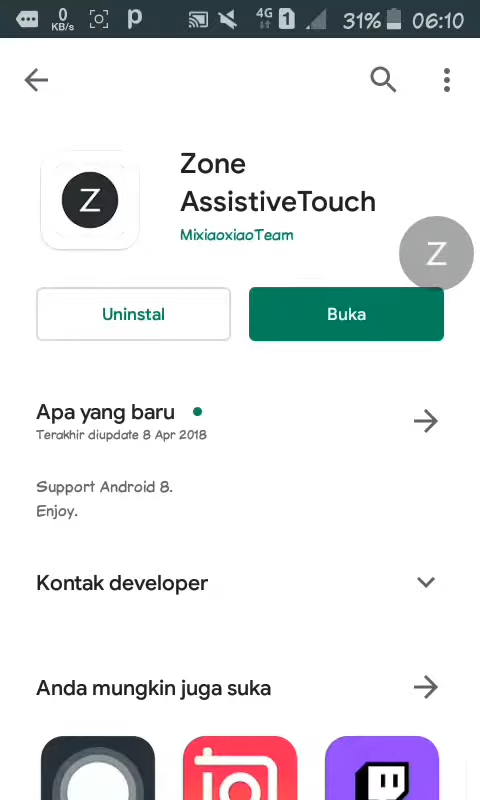 0
KB/s
4G
1
31%
06:10
Z
Zone
AssistiveTouch
MixiaoxiaoTeam
Z
Uninstal
Buka
Apa yang baru
Terakhir diupdate 8 Apr 2018
Support Android 8.
Enjoy.
Kontak developer
Anda mungkin juga suka